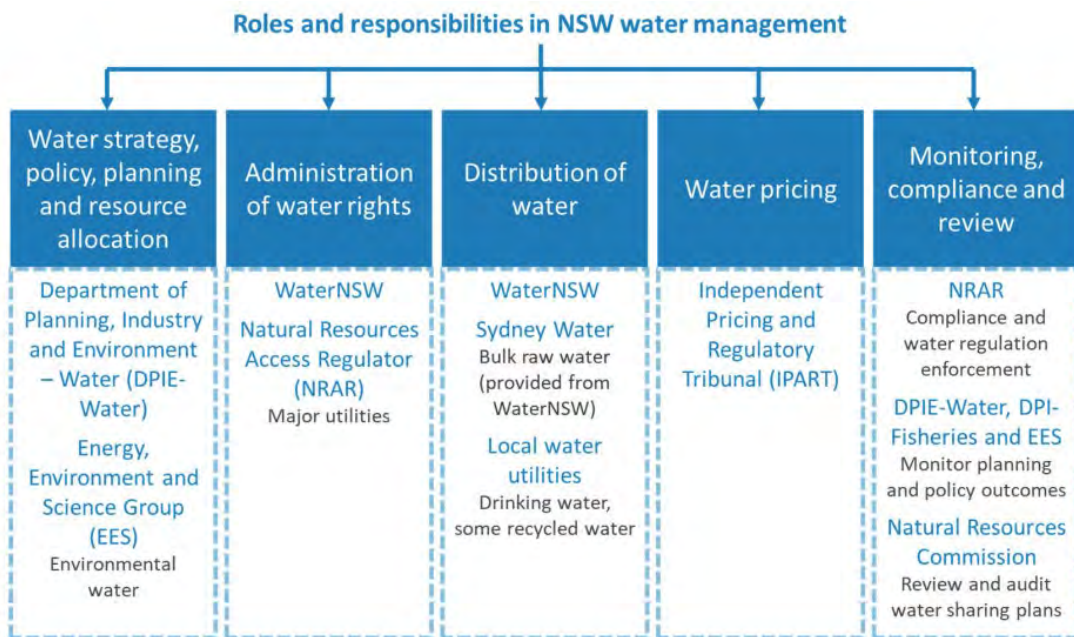 Roles and responsibilities in NSW water management
Water strategy,
policy, planning
and resource
allocation
Department of
Planning, Industry
and Environment
– Water (DPIE-
Water)
Energy,
Environment and
Science Group
(EES)
Environmental
water
Administration
of water rights
WaterNSW
Natural Resources
Access Regulator
(NRAR)
Major utilities
Distribution of
water
WaterNSW
Sydney Water
Bulk raw water
(provided from
WaterNSW)
Local water
utilities
Drinking water,
some recycled water
Water pricing
Independent
Pricing and
Regulatory
Tribunal (IPART)
Monitoring,
compliance and
review
NRAR
Compliance and
water regulation
enforcement
DPIE-Water, DPI-
Fisheries and EES
Monitor planning
and policy outcomes
Natural Resources
Commission
Review and audit
water sharing plans